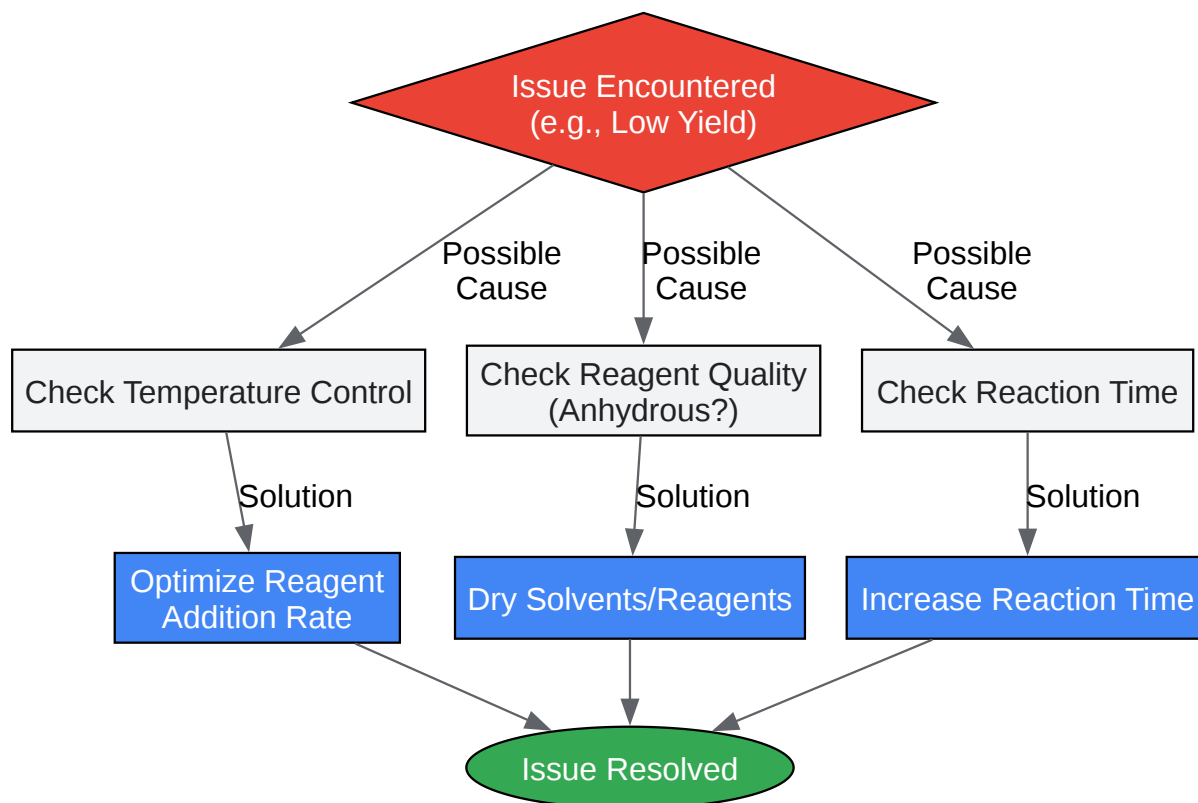 Issue Encountered
(e.g., Low Yield)
Possible
Cause
Possible
Cause
Possible
Cause
Check Temperature Control
Check Reagent Quality
(Anhydrous?)
Check Reaction Time
Solution
Solution
Solution
Optimize Reagent
Addition Rate
Dry Solvents/Reagents
Increase Reaction Time
Issue Resolved